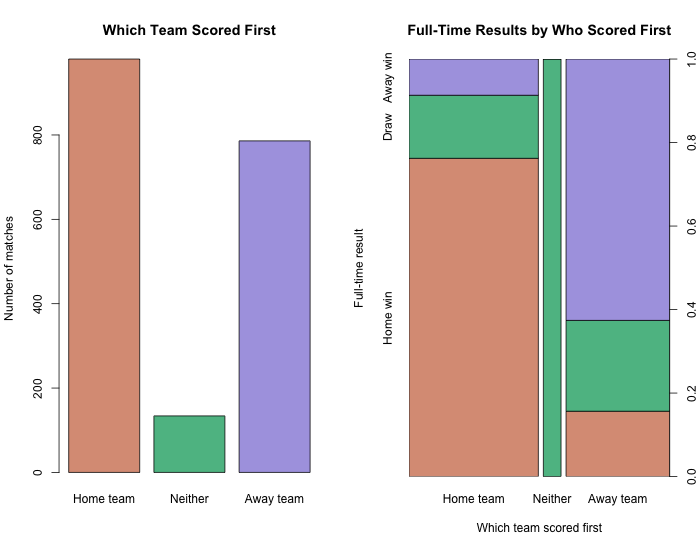 Which Team Scored First
Number of matches
0
200
400
600
800
Home team
Neither
Away team
Full-Time Results by Who Scored First
Full-time result
Home win
Draw
Away win
0.0
0.2
0.4
0.6
0.8
1.0
Home team
Neither
Away team
Which team scored first